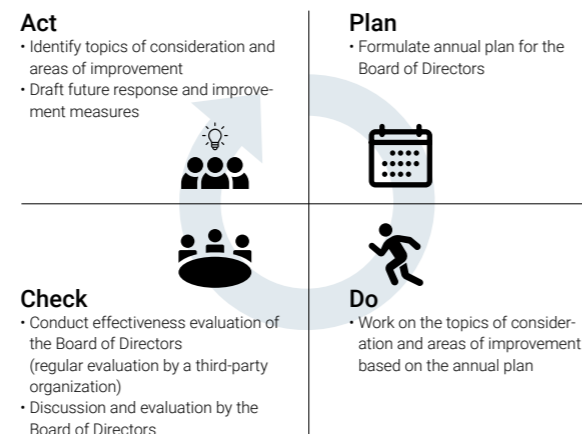 Act
• Identify topics of consideration and
areas of improvement
• Draft future response and improve-
ment measures
Plan
• Formulate annual plan for the
Board of Directors
Check
• Conduct effectiveness evaluation of
the Board of Directors
(regular evaluation by a third-party
organization)
• Discussion and evaluation by the
Board of Directors
Do
• Work on the topics of consider-
ation and areas of improvement
based on the annual plan